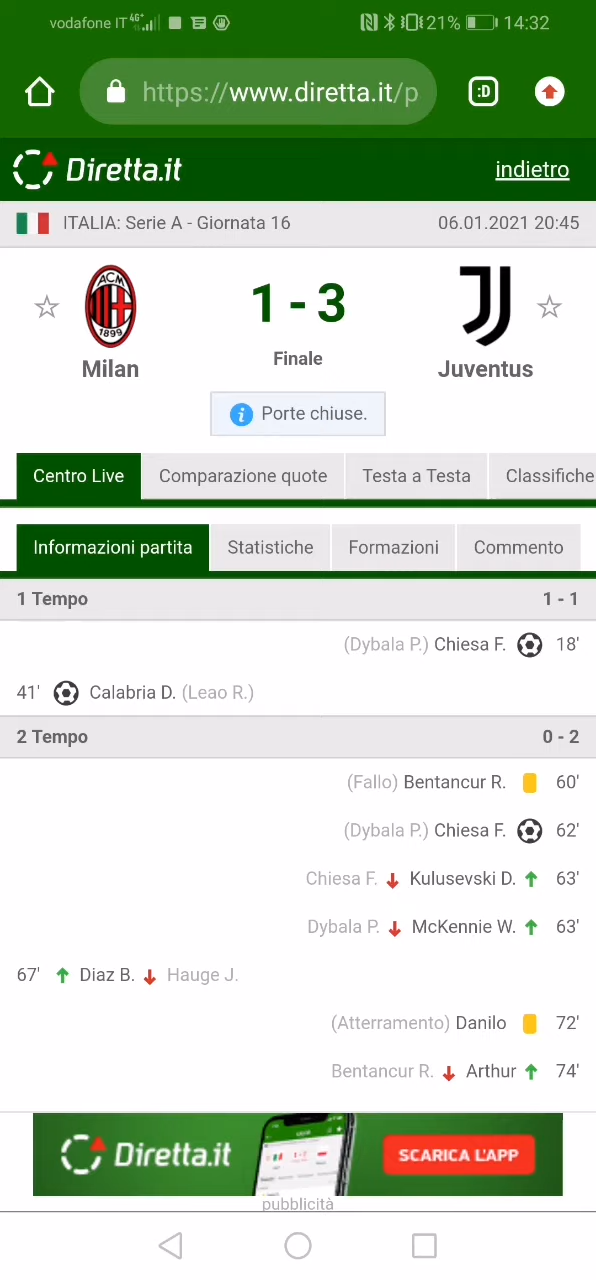 vodafone IT 4G+ 21% 14:32
https://www.diretta.it/p :D
Diretta.it indietro
ITALIA: Serie A - Giornata 16 06.01.2021 20:45
ACM
1899
1 - 3
Finale
Milan Juventus
i Porte chiuse.
Centro Live Comparazione quote Testa a Testa Classifiche
Informazioni partita Statistiche Formazioni Commento
1 Tempo 1 - 1
(Dybala P.) Chiesa F. 18'
41' Calabria D. (Leao R.)
2 Tempo 0 - 2
(Fallo) Bentancur R. 60'
(Dybala P.) Chiesa F. 62'
Chiesa F. Kulusevski D. 63'
Dybala P. McKennie W. 63'
67' Diaz B. Hauge J.
(Atterramento) Danilo 72'
Bentancur R. Arthur 74'
Diretta.it SCARICA L'APP
pubblicità